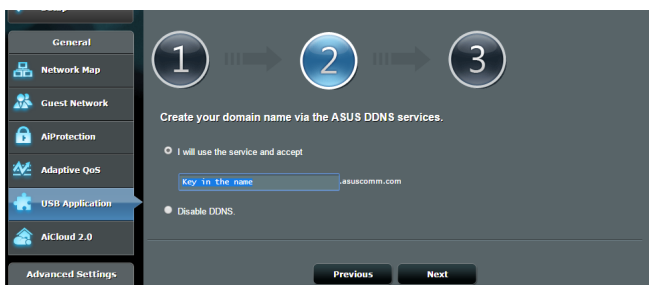 General
Network Map
Guest Network
AiProtection
Adaptive QoS
USB Application
AiCloud 2.0
Advanced Settings
1
2
3
Create your domain name via the ASUS DDNS services.
I will use the service and accept
Key in the name .asuscomm.com
Disable DDNS.
Previous Next